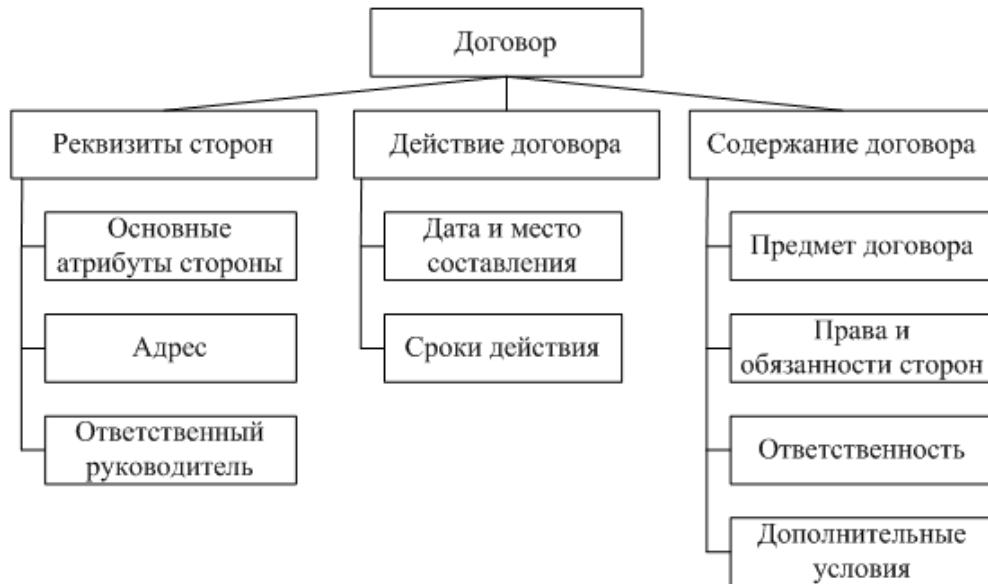 Договор
Реквизиты сторон
Основные
атрибуты стороны
Адрес
Ответственный
руководитель
Действие договора
Дата и место
составления
Сроки действия
Содержание договора
Предмет договора
Права и
обязанности сторон
Ответственность
Дополнительные
условия